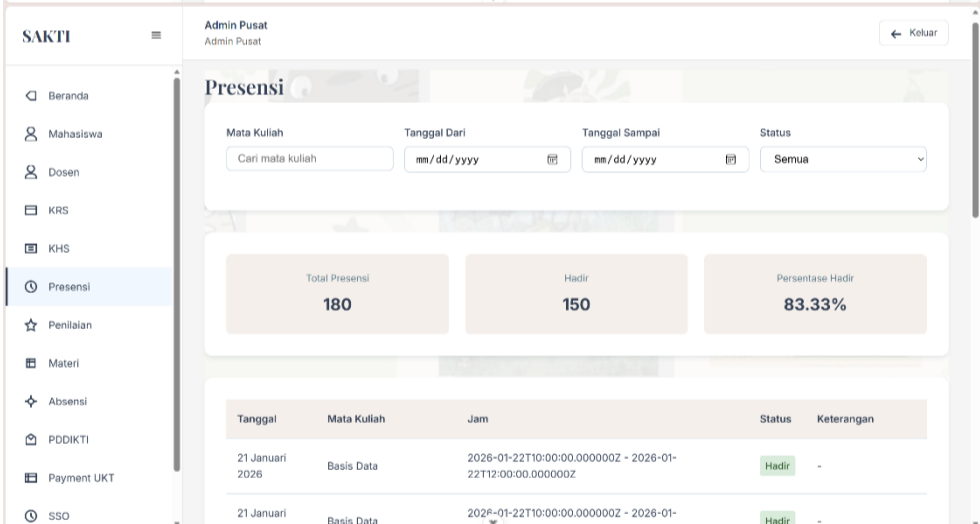 SAKTI
Admin Pusat
Admin Pusat
Keluar
Beranda
Mahasiswa
Dosen
KRS
KHS
Presensi
Penilaian
Materi
Absensi
PDDIKTI
Payment UKT
SSO
Presensi
Mata Kuliah
Cari mata kuliah
Tanggal Dari
mm/dd/yyyy
Tanggal Sampai
mm/dd/yyyy
Status
Semua
Total Presensi
180
Hadir
150
Persentase Hadir
83.33%
Tanggal Mata Kuliah Jam Status Keterangan
21 Januari
2026
Basis Data
2026-01-22T10:00:00.000000Z - 2026-01-
22T12:00:00.000000Z
Hadir
-
21 Januari
Basis Data
2026-01-22T10:00:00.000000Z - 2026-01-
Hadir
-